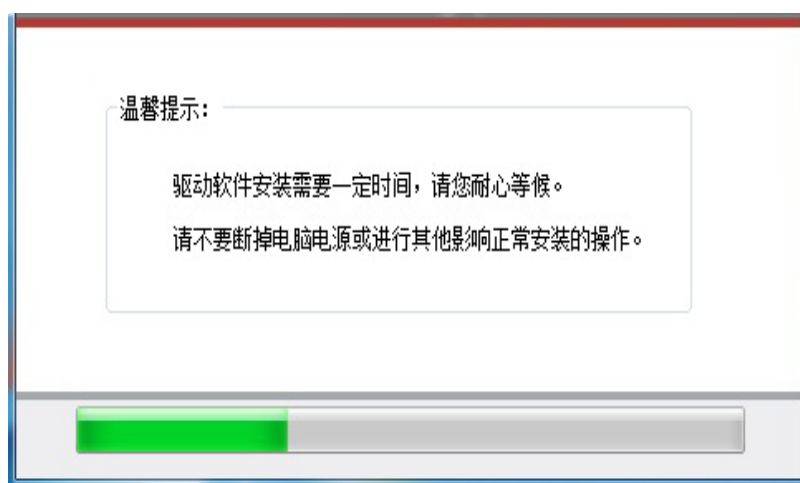 温馨提示:
驱动软件安装需要一定时间，请您耐心等候。
请不要断掉电脑电源或进行其他影响正常安装的操作。